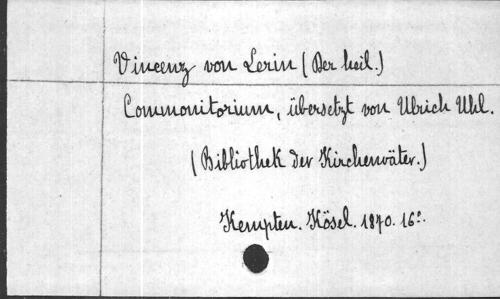 Vincenz von Lerin (Der heil.)
Commonitorium, übersetzt von Ulrich Uhl.
(Bibliothek der Kirchenväter.)
Kempten. Kösel. 1870. 16°.